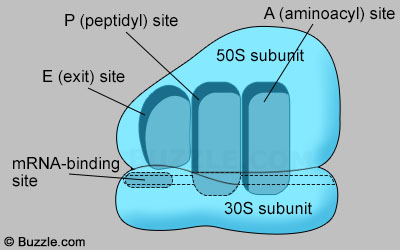 P (peptidyl) site
A (aminoacyl) site
50S subunit
E (exit) site
mRNA-binding
site
30S subunit
© Buzzle.com